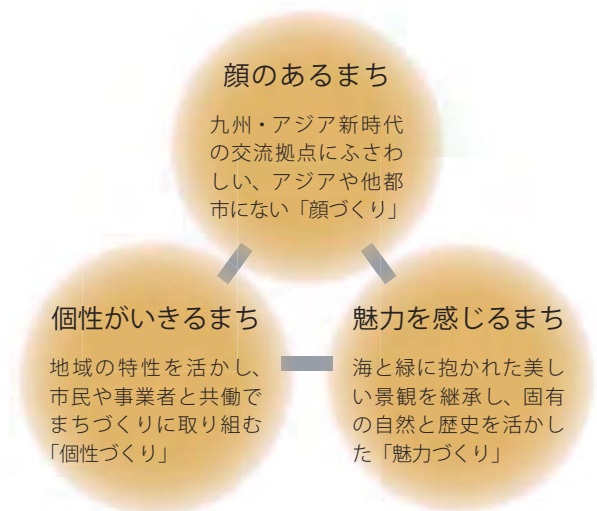 顔のあるまち
九州・アジア新時代
の交流拠点にふさわ
しい、アジアや他都
市にない「顔づくり」
個性がいきるまち
地域の特性を活かし、
市民や事業者と共働で
まちづくりに取り組む
「個性づくり」
魅力を感じるまち
海と緑に抱かれた美し
い景観を継承し、固有
の自然と歴史を活かし
た「魅力づくり」